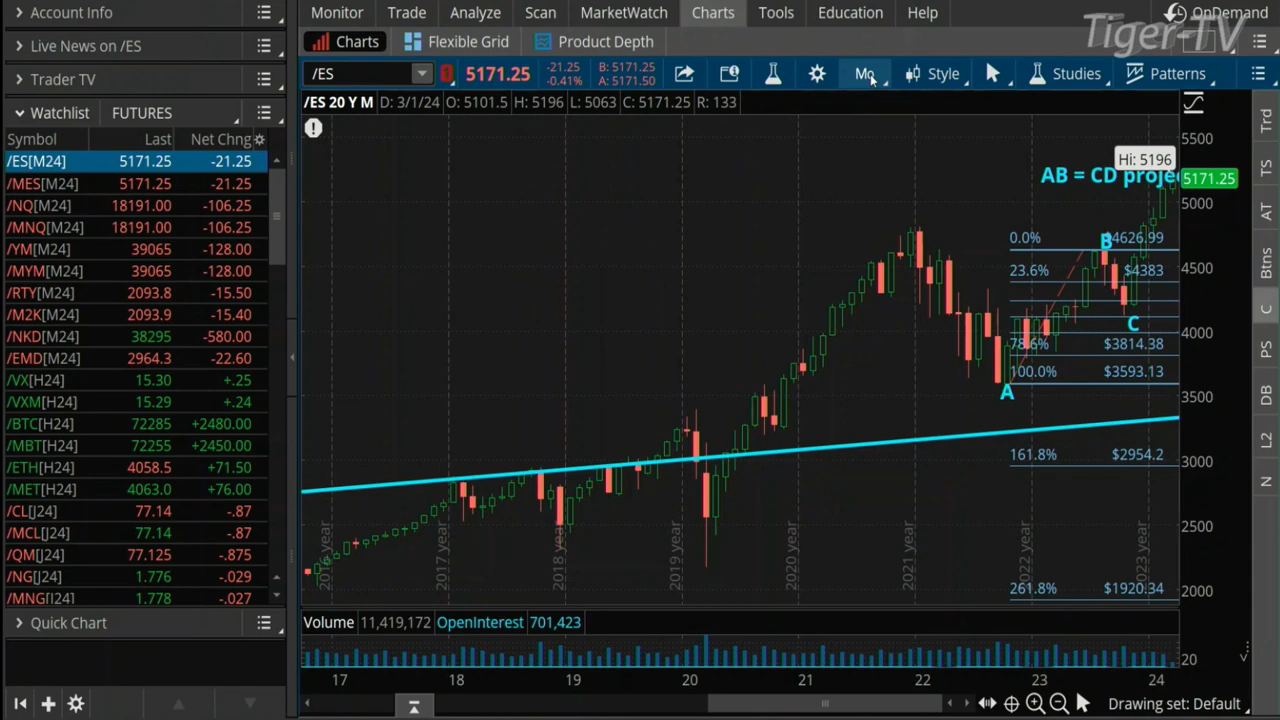 Account Info
Monitor Trade Analyze Scan MarketWatch Charts Tools Education Help
OnDemand
Tiger-TV
Live News on /ES
Charts Flexible Grid Product Depth
Trader TV
/ES 5171.25 -21.25 -0.41% B: 5171.25 A: 5171.50 Mo Style Studies Patterns
Watchlist FUTURES
/ES 20 Y M D: 3/1/24 O: 5101.5 H: 5196 L: 5063 C: 5171.25 R: 133
Symbol Last Net Chng
/ES[M24] 5171.25 -21.25
/MES[M24] 5171.25 -21.25
/NQ[M24] 18191.00 -106.25
/MNQ[M24] 18191.00 -106.25
/YM[M24] 39065 -128.00
/MYM[M24] 39065 -128.00
/RTY[M24] 2093.8 -15.50
/M2K[M24] 2093.9 -15.40
/NKD[M24] 38295 -580.00
/EMD[M24] 2964.3 -22.60
/VX[H24] 15.30 +.25
/VXM[H24] 15.29 +.24
/BTC[H24] 72285 +2480.00
/MBT[H24] 72255 +2450.00
/ETH[H24] 4058.5 +71.50
/MET[H24] 4063.0 +76.00
/CL[J24] 77.14 -.87
/MCL[J24] 77.14 -.87
/QM[J24] 77.125 -.875
/NG[J24] 1.776 -.029
/MNG[J24] 1.778 -.027
Quick Chart
Hi: 5196
AB = CD proje
5171.25
0.0% $4626.99
B
23.6% $4383
C
78.6% $3814.38
100.0% $3593.13
A
161.8% $2954.2
261.8% $1920.34
5500
5000
4500
4000
3500
3000
2500
2000
2017 year 2018 year 2019 year 2020 year 2021 year 2022 year 2023 year
Volume 11,419,172 OpenInterest 701,423
20
17 18 19 20 21 22 23 24
Drawing set: Default
Trd
TS
AT
Btns
C
PS
DB
L2
N